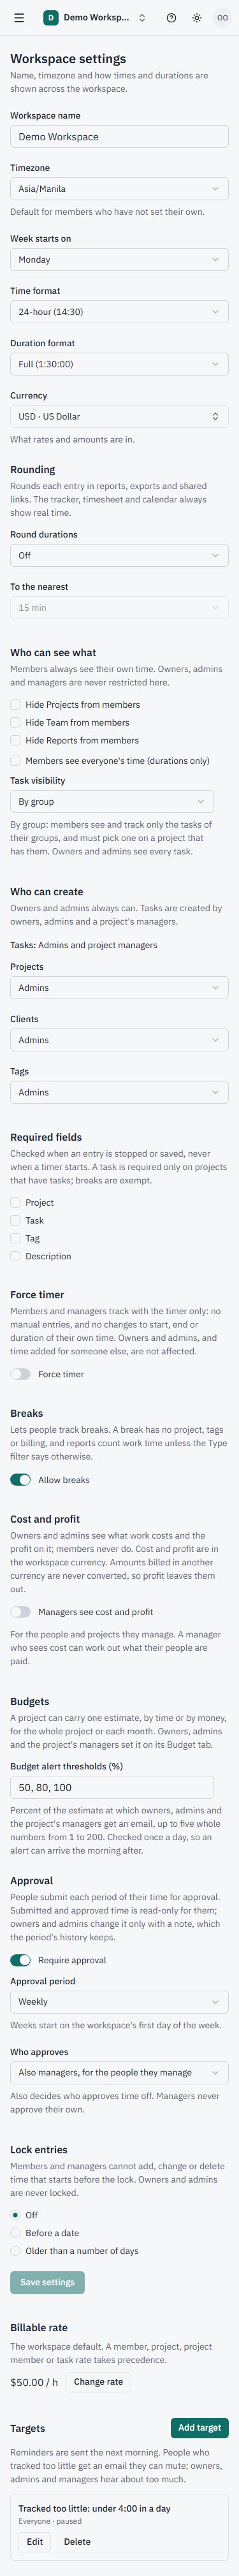 D Demo Worksp... OO
Workspace settings
Name, timezone and how times and durations are
shown across the workspace.
Workspace name
Demo Workspace
Timezone
Asia/Manila
Default for members who have not set their own.
Week starts on
Monday
Time format
24-hour (14:30)
Duration format
Full (1:30:00)
Currency
USD · US Dollar
What rates and amounts are in.
Rounding
Rounds each entry in reports, exports and shared
links. The tracker, timesheet and calendar always
show real time.
Round durations
Off
To the nearest
15 min
Who can see what
Members always see their own time. Owners, admins
and managers are never restricted here.
Hide Projects from members
Hide Team from members
Hide Reports from members
Members see everyone's time (durations only)
Task visibility
By group
By group: members see and track only the tasks of
their groups, and must pick one on a project that
has them. Owners and admins see every task.
Who can create
Owners and admins always can. Tasks are created by
owners, admins and a project's managers.
Tasks: Admins and project managers
Projects
Admins
Clients
Admins
Tags
Admins
Required fields
Checked when an entry is stopped or saved, never
when a timer starts. A task is required only on projects
that have tasks; breaks are exempt.
Project
Task
Tag
Description
Force timer
Members and managers track with the timer only: no
manual entries, and no changes to start, end or
duration of their own time. Owners and admins, and
time added for someone else, are not affected.
Force timer
Breaks
Lets people track breaks. A break has no project, tags
or billing, and reports count work time unless the Type
filter says otherwise.
Allow breaks
Cost and profit
Owners and admins see what work costs and the
profit on it; members never do. Cost and profit are in
the workspace currency. Amounts billed in another
currency are never converted, so profit leaves them
out.
Managers see cost and profit
For the people and projects they manage. A manager
who sees cost can work out what their people are
paid.
Budgets
A project can carry one estimate, by time or by money,
for the whole project or each month. Owners, admins
and the project's managers set it on its Budget tab.
Budget alert thresholds (%)
50, 80, 100
Percent of the estimate at which owners, admins and
the project's managers get an email, up to five whole
numbers from 1 to 200. Checked once a day, so an
alert can arrive the morning after.
Approval
People submit each period of their time for approval.
Submitted and approved time is read-only for them;
owners and admins change it only with a note, which
the period's history keeps.
Require approval
Approval period
Weekly
Weeks start on the workspace's first day of the week.
Who approves
Also managers, for the people they manage
Also decides who approves time off. Managers never
approve their own.
Lock entries
Members and managers cannot add, change or delete
time that starts before the lock. Owners and admins
are never locked.
Off
Before a date
Older than a number of days
Save settings
Billable rate
The workspace default. A member, project, project
member or task rate takes precedence.
$50.00 / h Change rate
Targets Add target
Reminders are sent the next morning. People who
tracked too little get an email they can mute; owners,
admins and managers hear about too much.
Tracked too little: under 4:00 in a day
Everyone · paused
Edit Delete